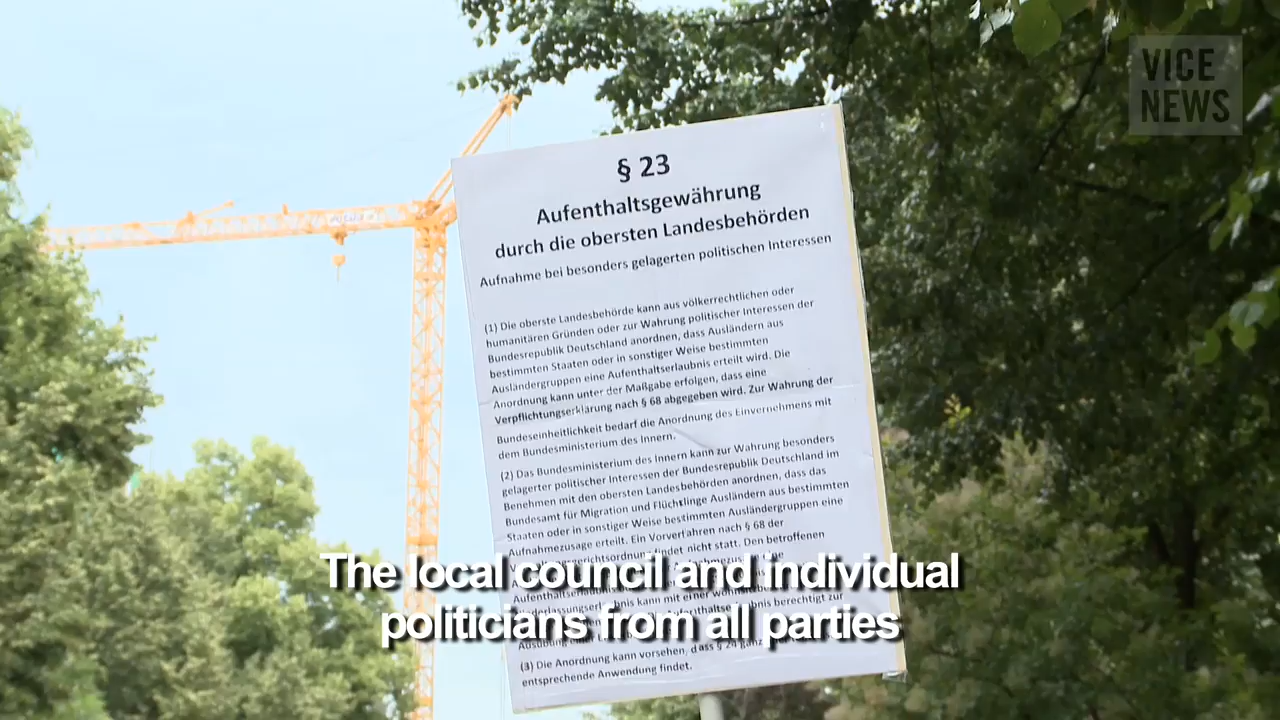 VICE
NEWS
§ 23
Aufenthaltsgewährung
durch die obersten Landesbehörden
Aufnahme bei besonders gelagerten politischen Interessen
(1) Die oberste Landesbehörde kann aus völkerrechtlichen oder
humanitären Gründen oder zur Wahrung politischer Interessen der
Bundesrepublik Deutschland anordnen, dass Ausländern aus
bestimmten Staaten oder in sonstiger Weise bestimmten
Ausländergruppen eine Aufenthaltserlaubnis erteilt wird. Die
Anordnung kann unter der Maßgabe erfolgen, dass eine
Verpflichtungserklärung nach § 68 abgegeben wird. Zur Wahrung der
Bundeseinheitlichkeit bedarf die Anordnung des Einvernehmens mit
dem Bundesministerium des Innern.
(2) Das Bundesministerium des Innern kann zur Wahrung besonders
gelagerter politischer Interessen der Bundesrepublik Deutschland im
Benehmen mit den obersten Landesbehörden anordnen, dass das
Bundesamt für Migration und Flüchtlinge Ausländern aus bestimmten
Staaten oder in sonstiger Weise bestimmten Ausländergruppen eine
Aufnahmezusage erteilt. Ein Vorverfahren nach § 68 der
findet nicht statt. Den betroffenen
The local council and individual
politicians from all parties
berechtigt zur
(3) Die Anordnung kann vorsehen, dass § 24 ganz
entsprechende Anwendung findet.